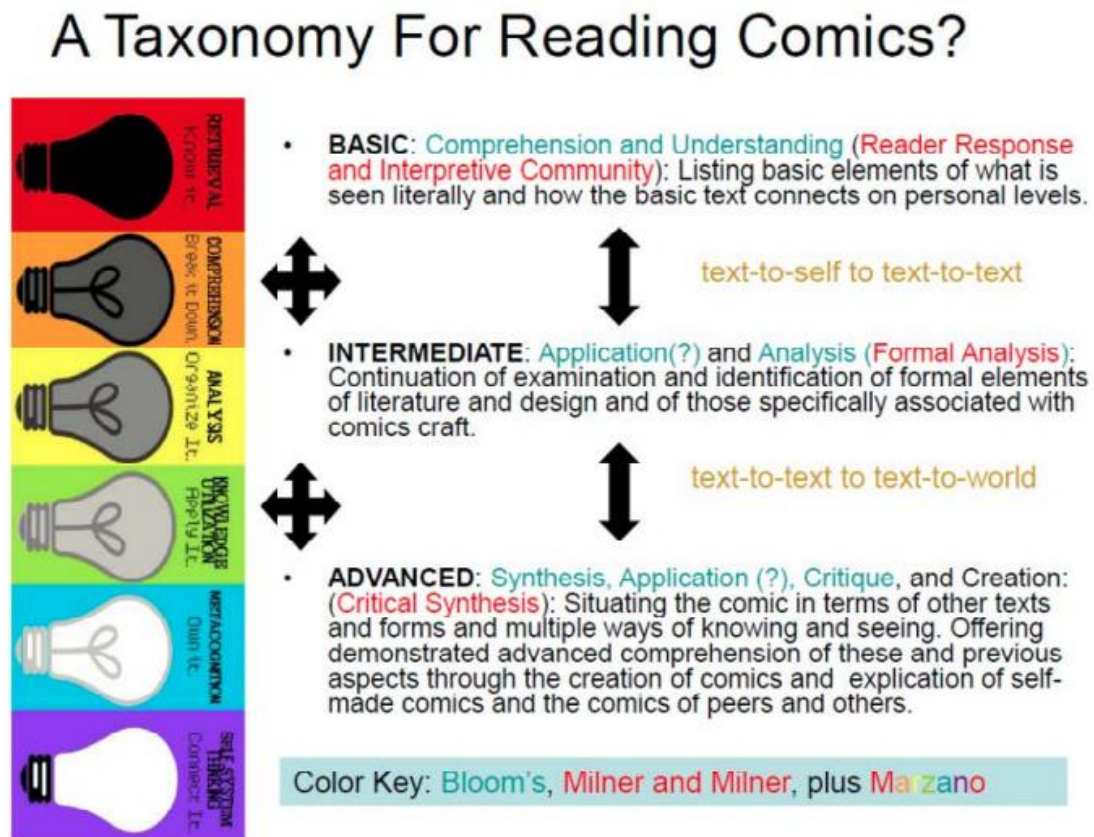 A Taxonomy For Reading Comics?
RETRIEVAL
Know it.
COMPREHENSION
Break it Down.
ANALYSIS
Organize It.
KNOWLEDGE
UTILIZATION
Apply It.
METACOGNITION
Own it.
SELF-SYSTEM
THINKING
Connect It.
• BASIC: Comprehension and Understanding (Reader Response
and Interpretive Community): Listing basic elements of what is
seen literally and how the basic text connects on personal levels.
text-to-self to text-to-text
• INTERMEDIATE: Application(?) and Analysis (Formal Analysis):
Continuation of examination and identification of formal elements
of literature and design and of those specifically associated with
comics craft.
text-to-text to text-to-world
• ADVANCED: Synthesis, Application (?), Critique, and Creation:
(Critical Synthesis): Situating the comic in terms of other texts
and forms and multiple ways of knowing and seeing. Offering
demonstrated advanced comprehension of these and previous
aspects through the creation of comics and explication of self-
made comics and the comics of peers and others.
Color Key: Bloom's, Milner and Milner, plus Marzano